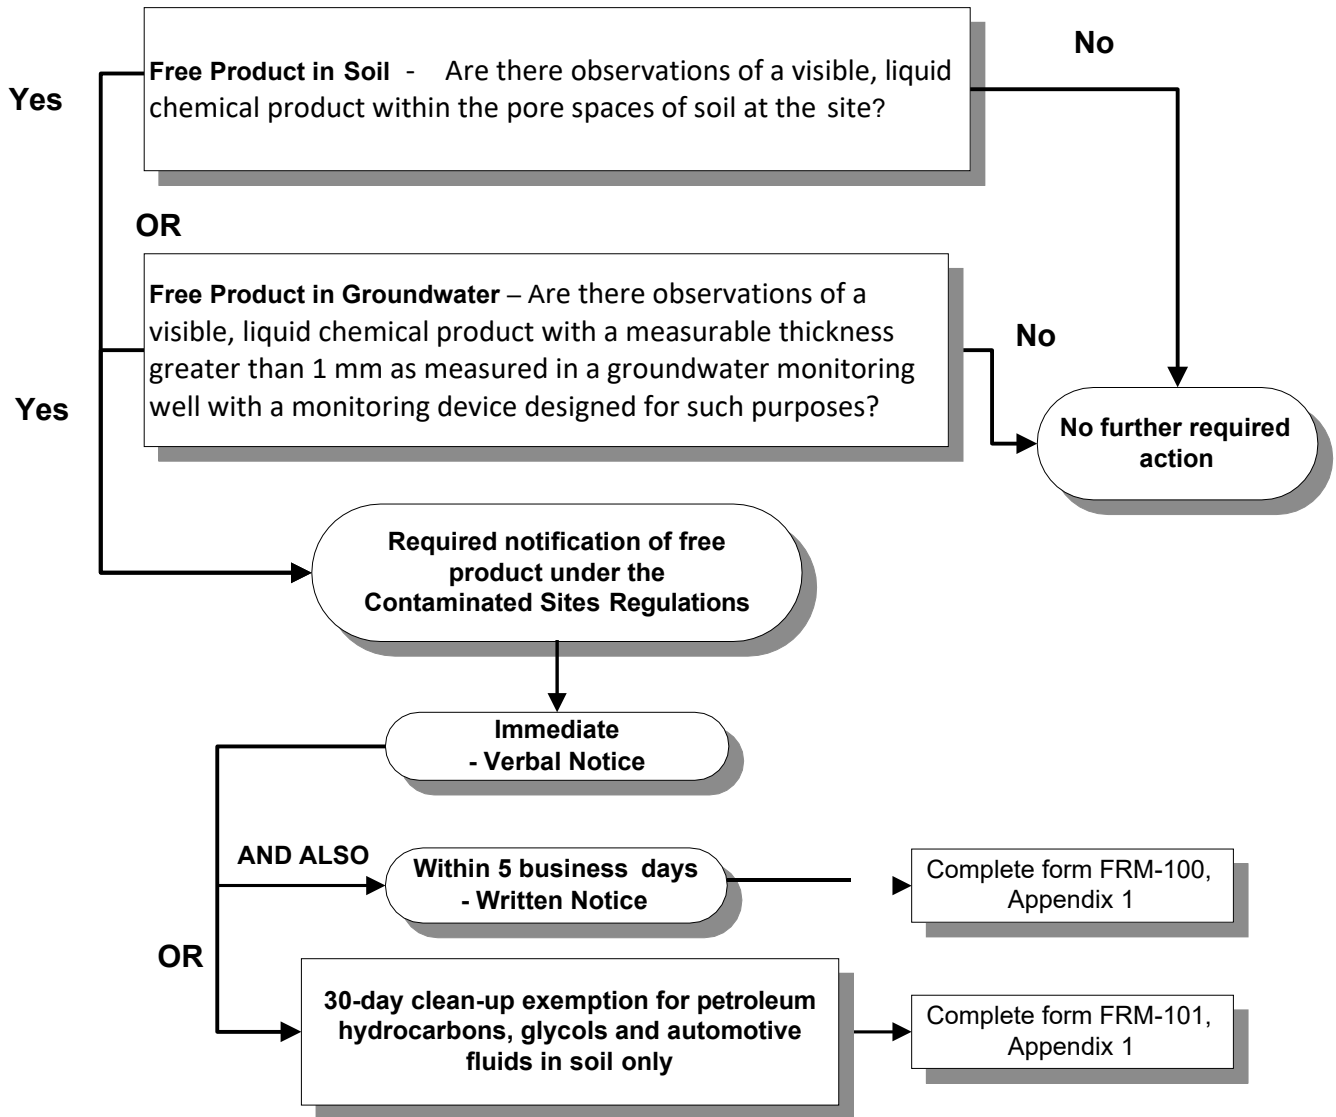 No
Free Product in Soil - Are there observations of a visible, liquid
chemical product within the pore spaces of soil at the site?
Yes
OR
Free Product in Groundwater – Are there observations of a
visible, liquid chemical product with a measurable thickness
greater than 1 mm as measured in a groundwater monitoring
well with a monitoring device designed for such purposes?
No
Yes
No further required
action
Required notification of free
product under the
Contaminated Sites Regulations
Immediate
- Verbal Notice
AND ALSO
Within 5 business days
- Written Notice
Complete form FRM-100,
Appendix 1
OR
30-day clean-up exemption for petroleum
hydrocarbons, glycols and automotive
fluids in soil only
Complete form FRM-101,
Appendix 1